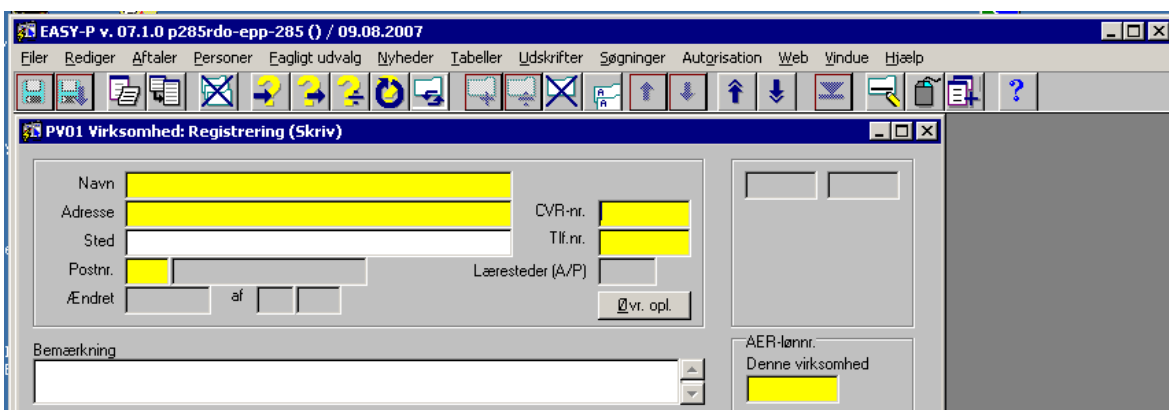 EASY-P v. 07.1.0 p285rdo-epp-285 () / 09.08.2007
Filer Rediger Aftaler Personer Fagligt udvalg Nyheder Tabeller Udskrifter Søgninger Autorisation Web Vindue Hjælp
PV01 Virksomhed: Registrering (Skriv)
Navn
Adresse CVR-nr.
Sted Tlf.nr.
Postnr. Læresteder (A/P)
Ændret af Øvr. opl.
Bemærkning AER-lønnr.
Denne virksomhed